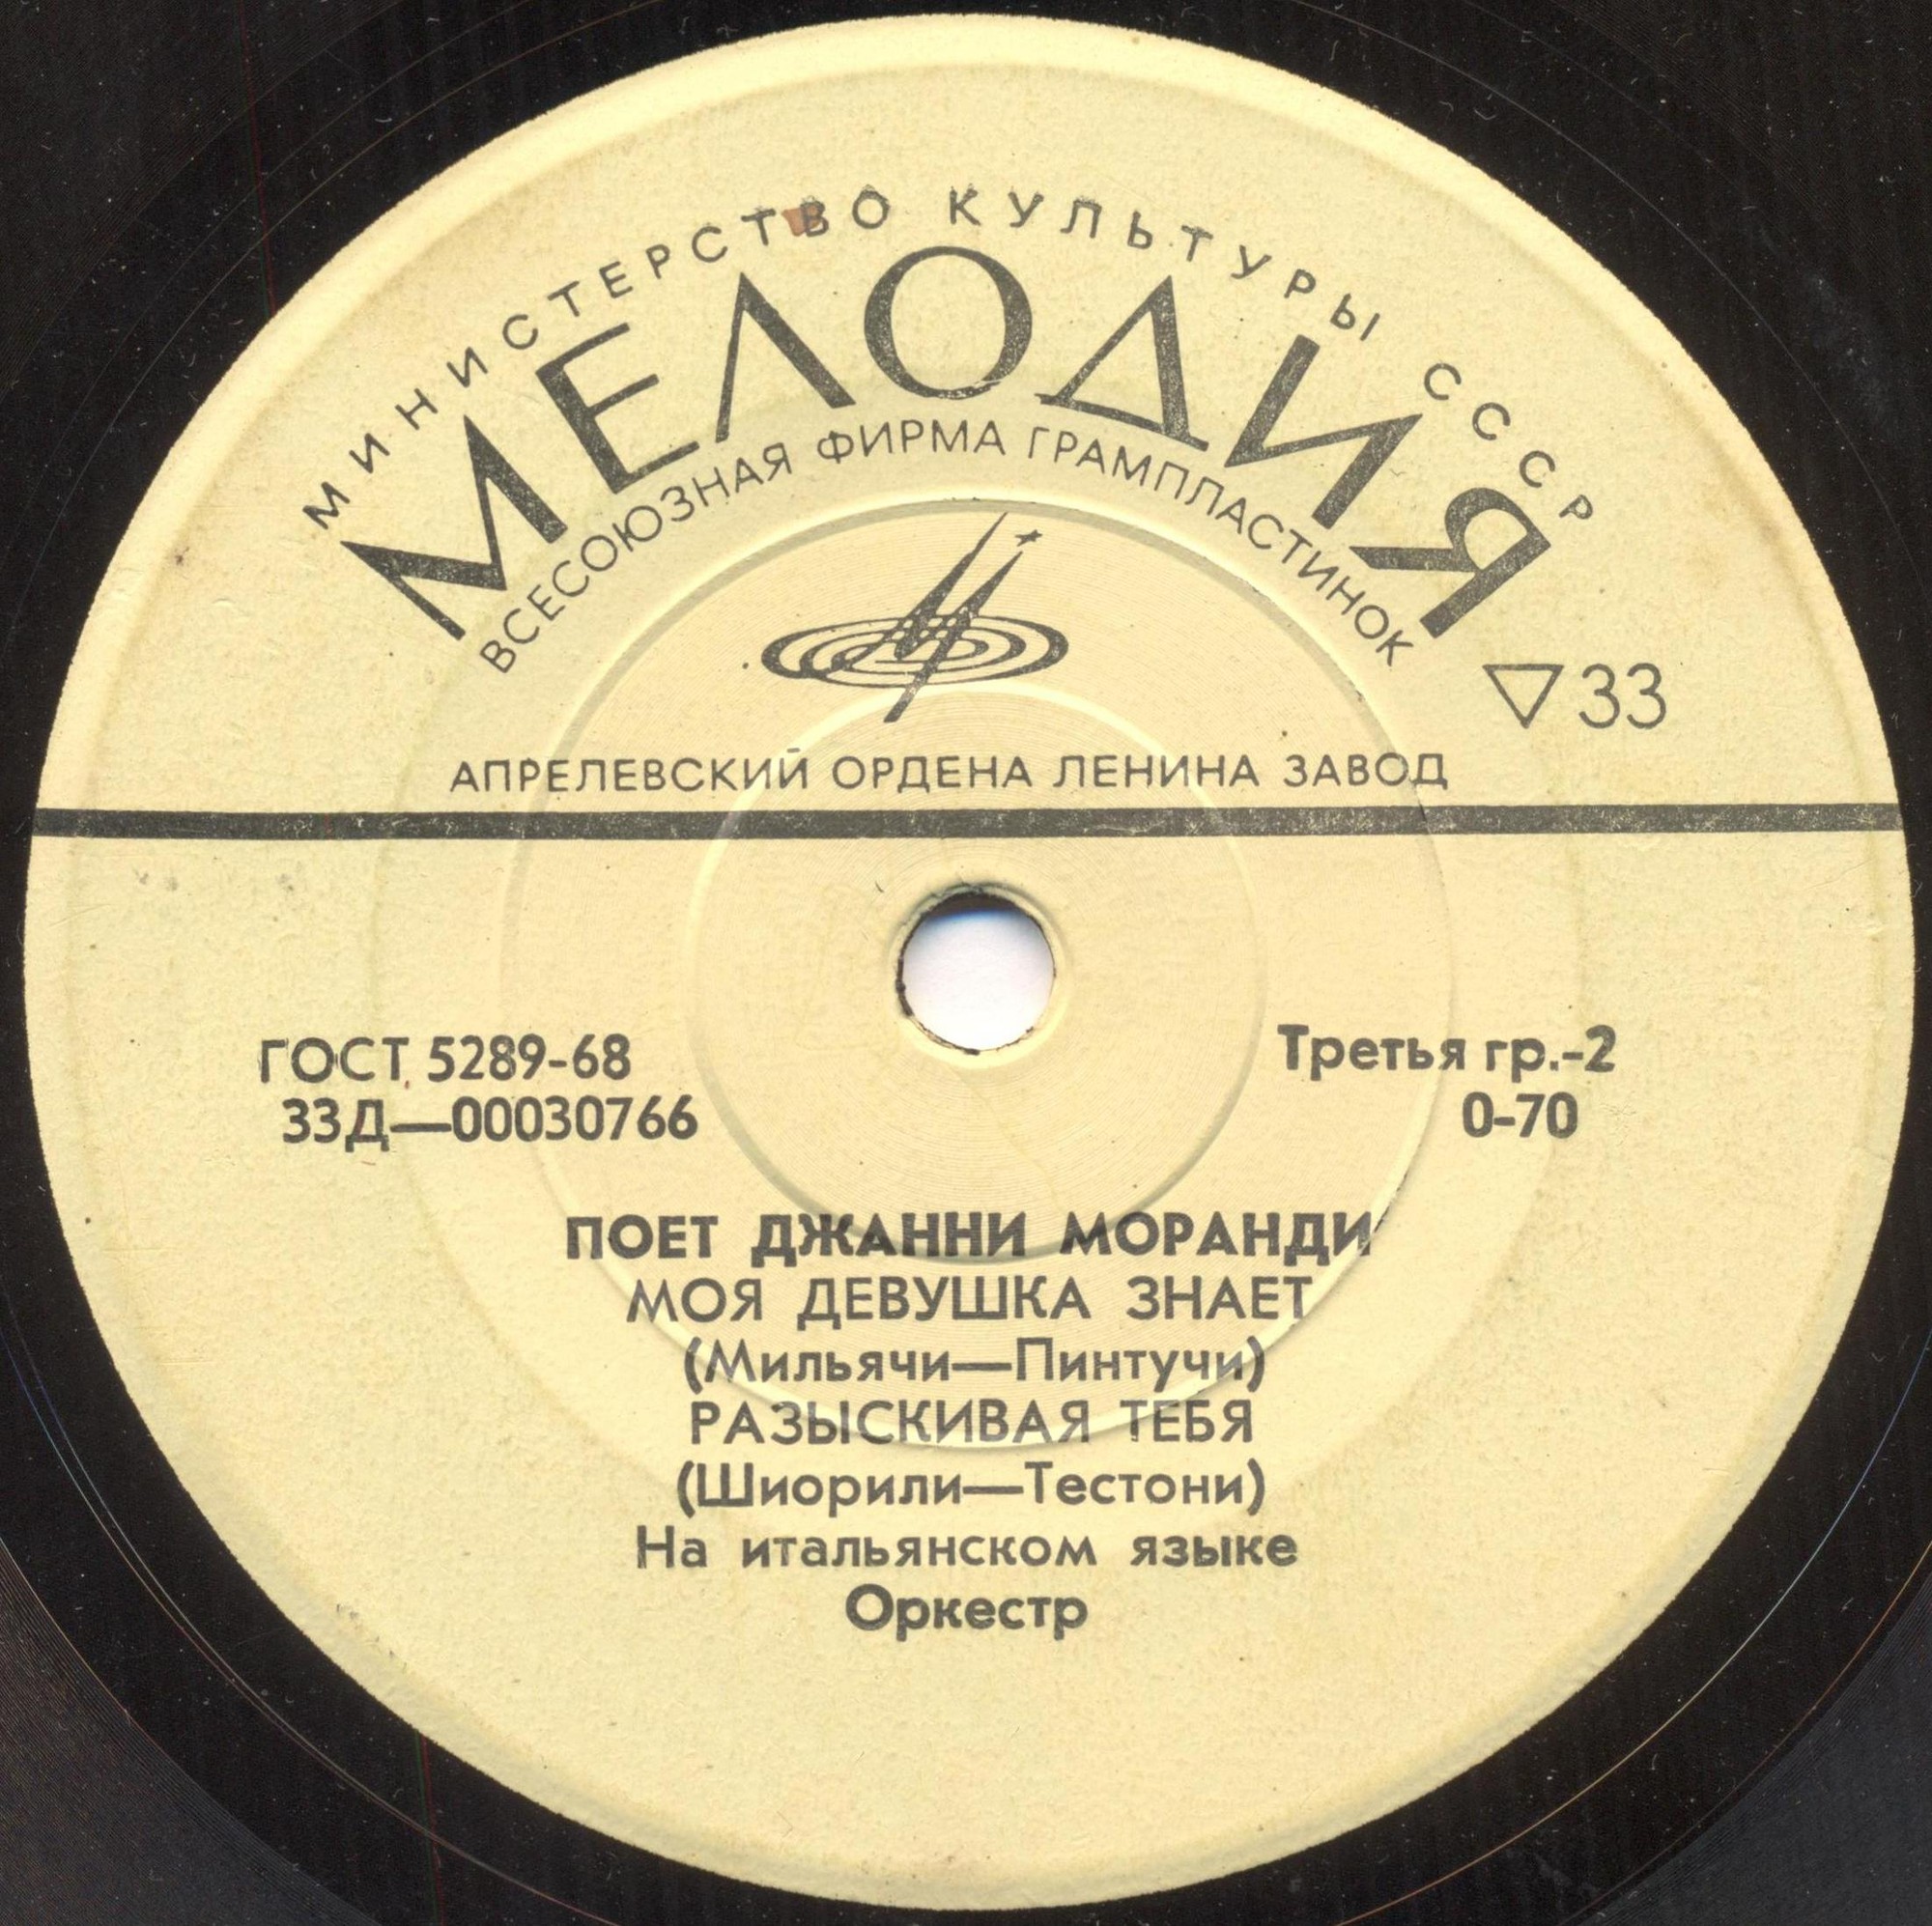 МИНИСТЕРСТВО КУЛЬТУРЫ СССР
МЕЛОДИЯ
ВСЕСОЮЗНАЯ ФИРМА ГРАМПЛАСТИНОК
▽33
АПРЕЛЕВСКИЙ ОРДЕНА ЛЕНИНА ЗАВОД
ГОСТ 5289-68
Третья гр.-2
33Д—00030766
0-70
ПОЕТ ДЖАННИ МОРАНДИ
МОЯ ДЕВУШКА ЗНАЕТ
(Мильячи—Пинтучи)
РАЗЫСКИВАЯ ТЕБЯ
(Шиорили—Тестони)
На итальянском языке
Оркестр